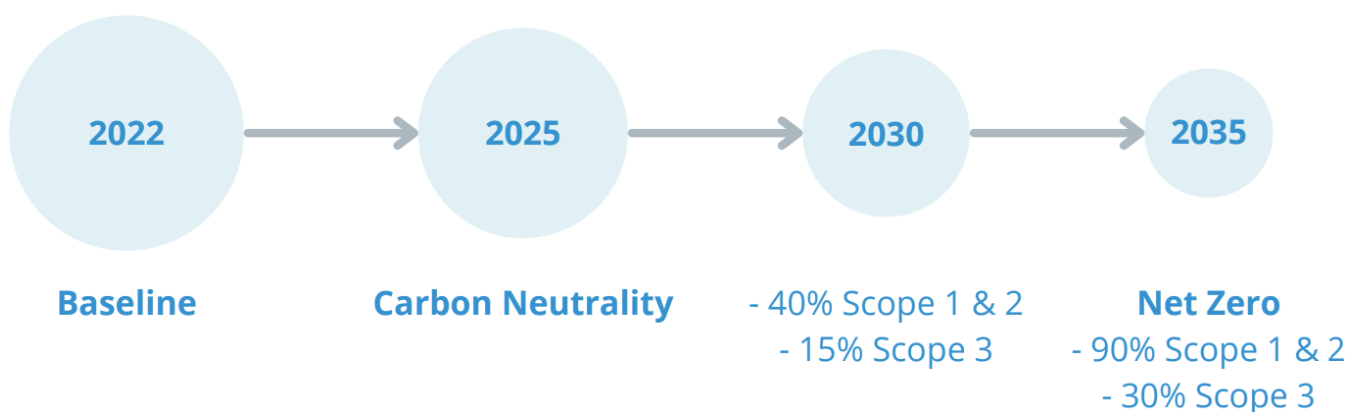 2022
2025
2030
2035
Baseline
Carbon Neutrality
- 40% Scope 1 & 2
- 15% Scope 3
Net Zero
- 90% Scope 1 & 2
- 30% Scope 3